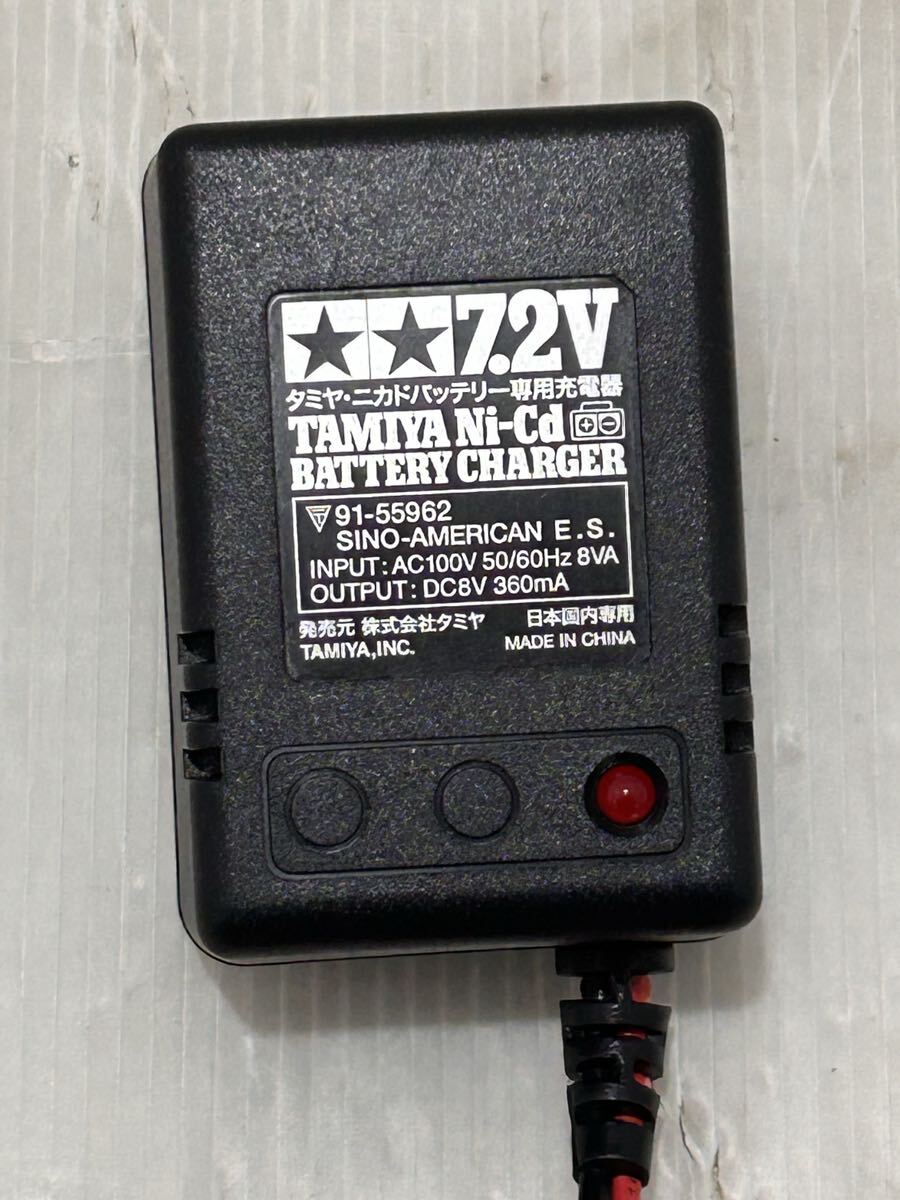 ★★7.2V
タミヤ・ニカドバッテリー専用充電器
TAMIYA Ni-Cd
BATTERY CHARGER
91-55962
SINO-AMERICAN E.S.
INPUT: AC100V 50/60Hz 8VA
OUTPUT: DC8V 360mA
発売元 株式会社タミヤ 日本国内専用
TAMIYA,INC. MADE IN CHINA